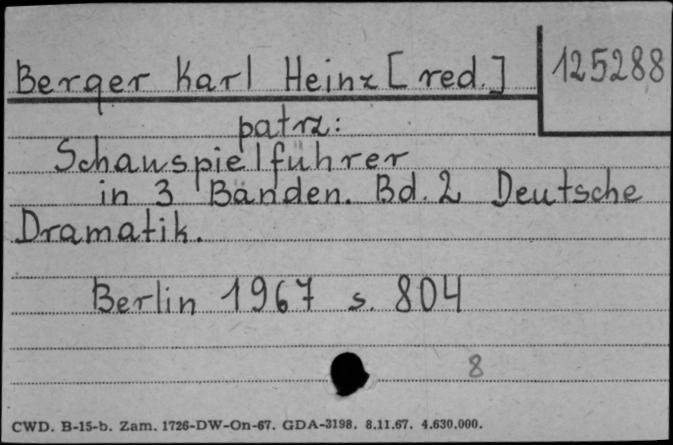 Berger Karl Heinz [red.]
125288
patrz:
Schauspielführer
in 3 Bänden. Bd. 2 Deutsche
Dramatik.
Berlin 1967 s. 804
8
CWD. B-15-b. Zam. 1726-DW-On-67. GDA-3198. 8.11.67. 4.630.000.